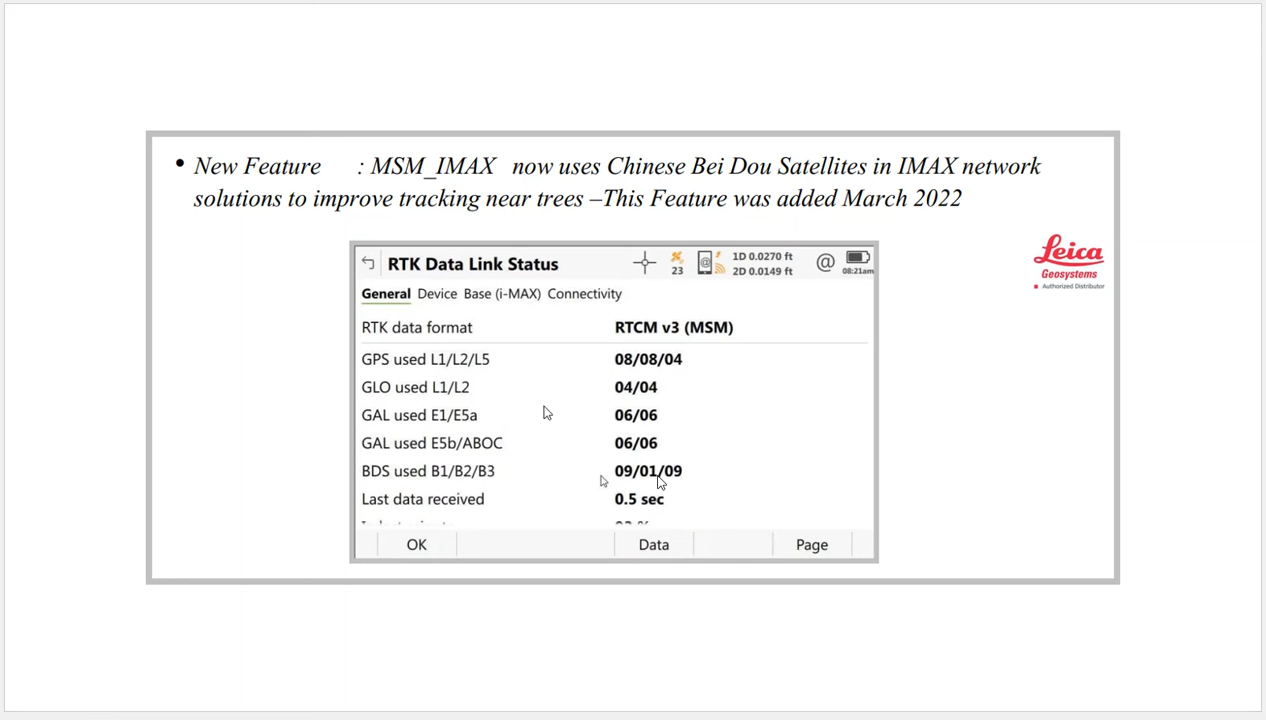 • New Feature : MSM_IMAX now uses Chinese Bei Dou Satellites in IMAX network
solutions to improve tracking near trees –This Feature was added March 2022
Leica
Geosystems
Authorized Distributor
RTK Data Link Status
23
@
1D 0.0270 ft
2D 0.0149 ft
@
08:21am
General Device Base (i-MAX) Connectivity
RTK data format RTCM v3 (MSM)
GPS used L1/L2/L5 08/08/04
GLO used L1/L2 04/04
GAL used E1/E5a 06/06
GAL used E5b/ABOC 06/06
BDS used B1/B2/B3 09/01/09
Last data received 0.5 sec
OK Data Page